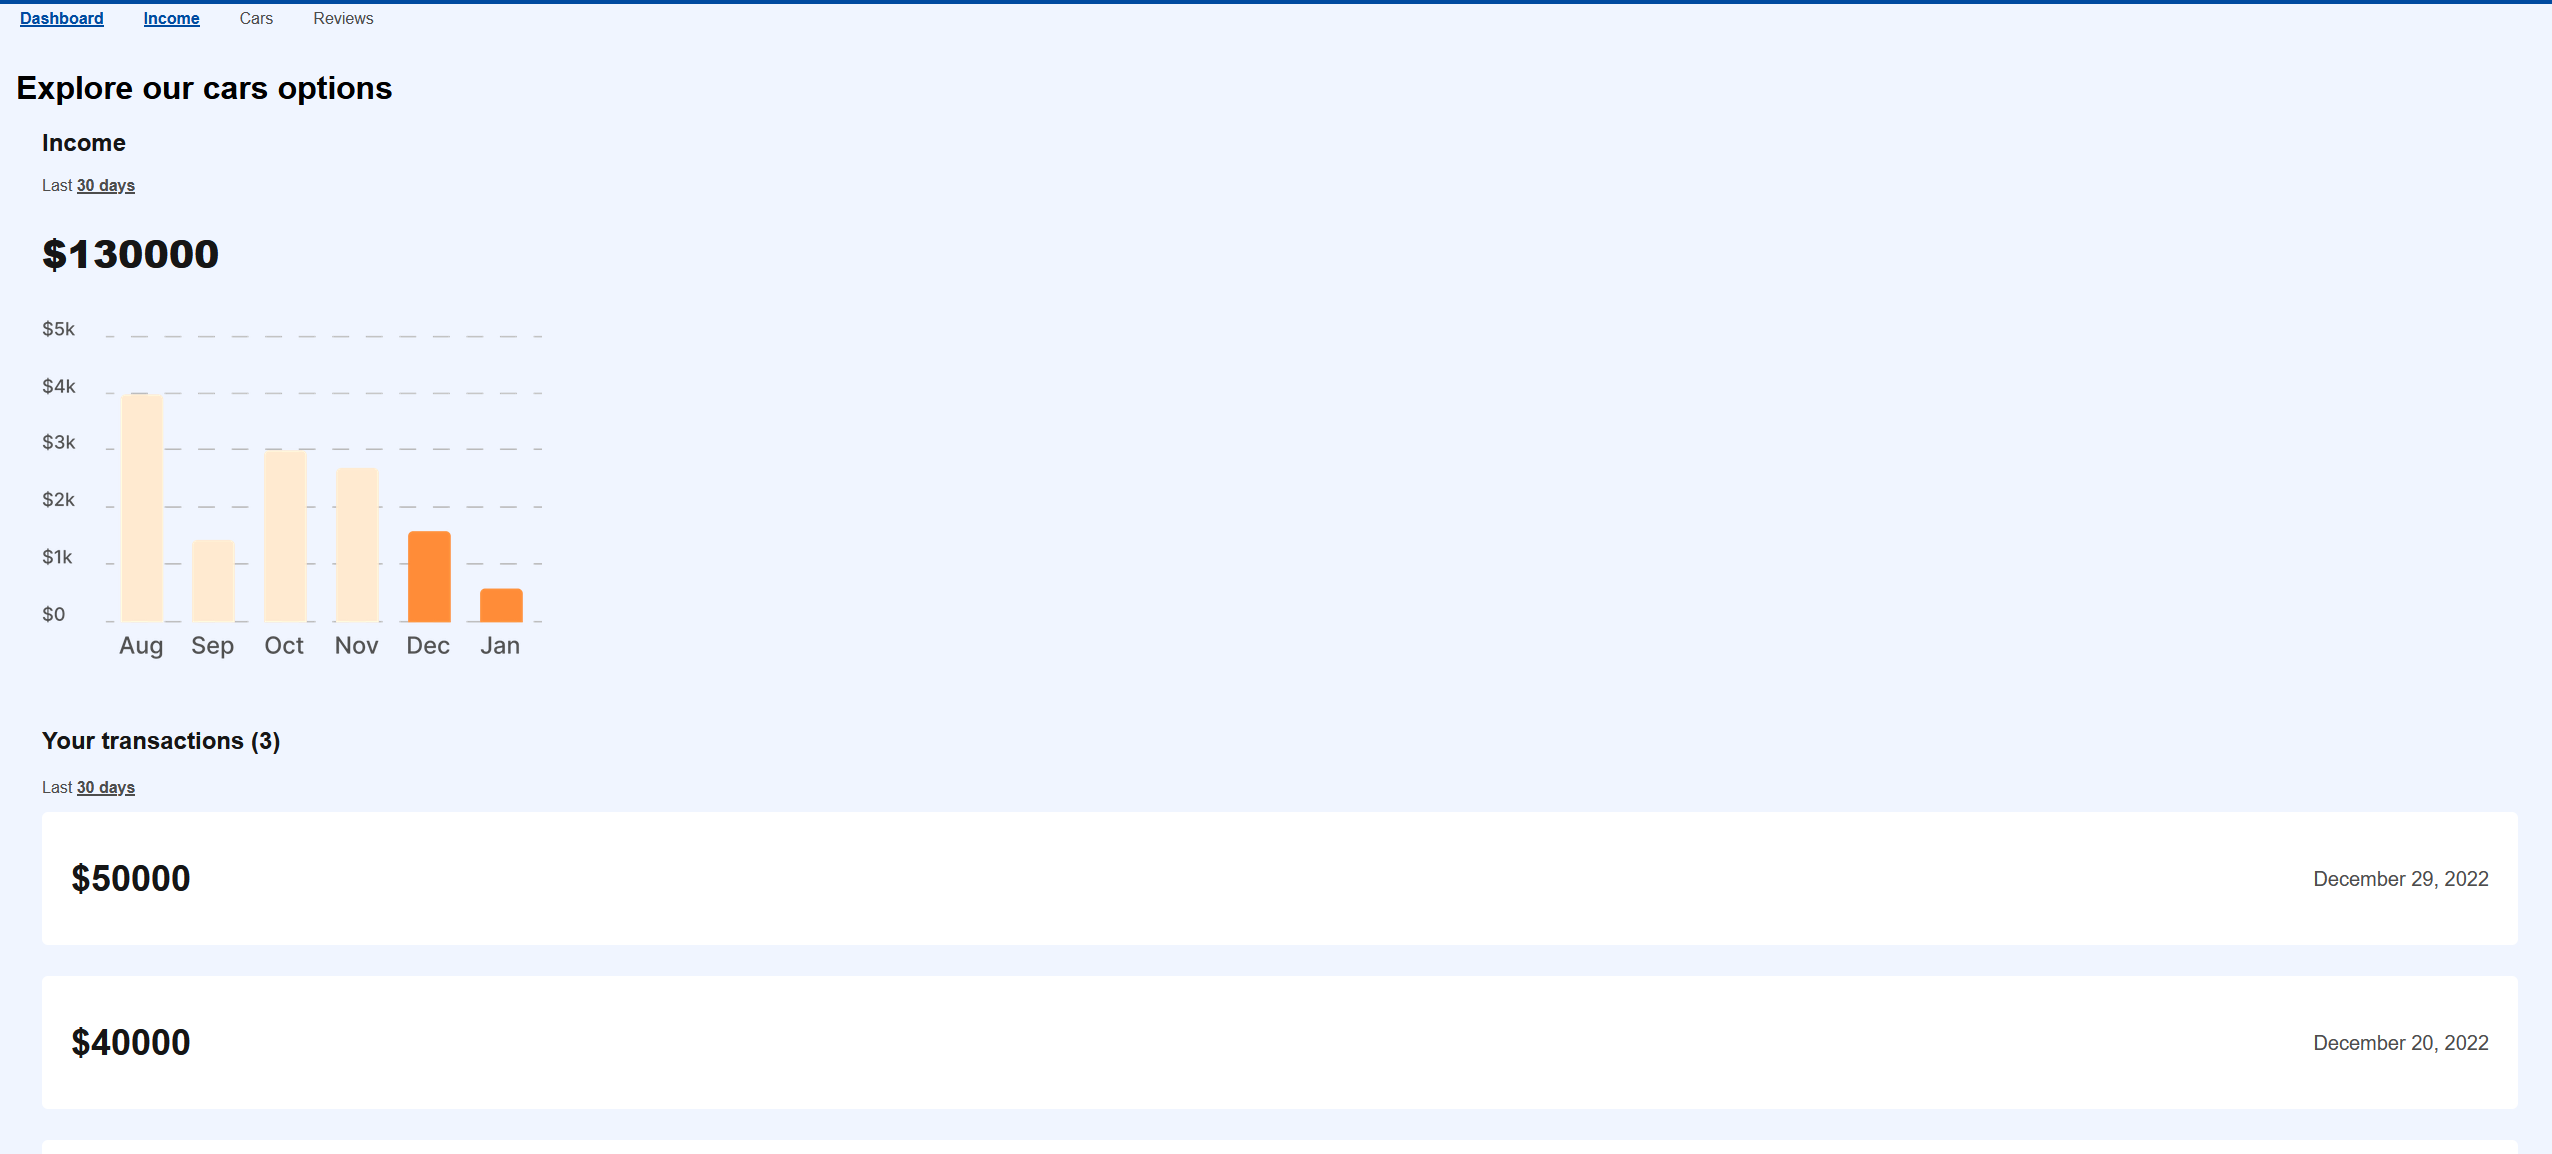 Dashboard Income Cars Reviews
Explore our cars options
Income
Last 30 days
$130000
$5k
$4k
$3k
$2k
$1k
$0
Aug Sep Oct Nov Dec Jan
Your transactions (3)
Last 30 days
$50000 December 29, 2022
$40000 December 20, 2022